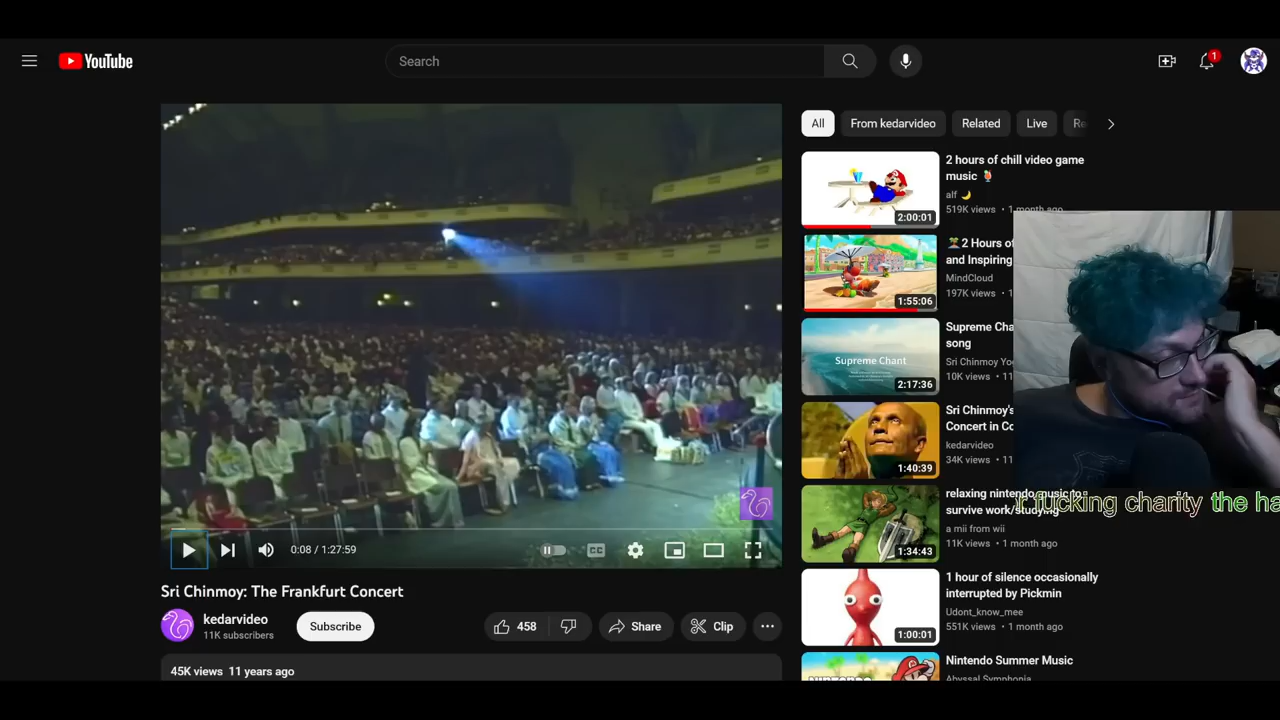 YouTube
Search
1
All
From kedarvideo
Related
Live
Re
2 hours of chill video game
music
alf
519K views • 1 month ago
2:00:01
2 Hours of
and Inspiring
MindCloud
197K views • 1
1:55:06
Supreme Cha
song
Sri Chinmoy Yo
10K views • 11
Supreme Chant
2:17:36
Sri Chinmoy's
Concert in Co
kedarvideo
34K views • 11
1:40:39
relaxing nintendo music to
survive work/studying
a mii from wii
11K views • 1 month ago
1:34:43
fucking charity the ha
1 hour of silence occasionally
interrupted by Pickmin
Udont_know_mee
551K views • 1 month ago
1:00:01
Nintendo Summer Music
Abyssal Symphonia
0:08 / 1:27:59
CC
Sri Chinmoy: The Frankfurt Concert
kedarvideo
11K subscribers
Subscribe
458
Share
Clip
45K views 11 years ago